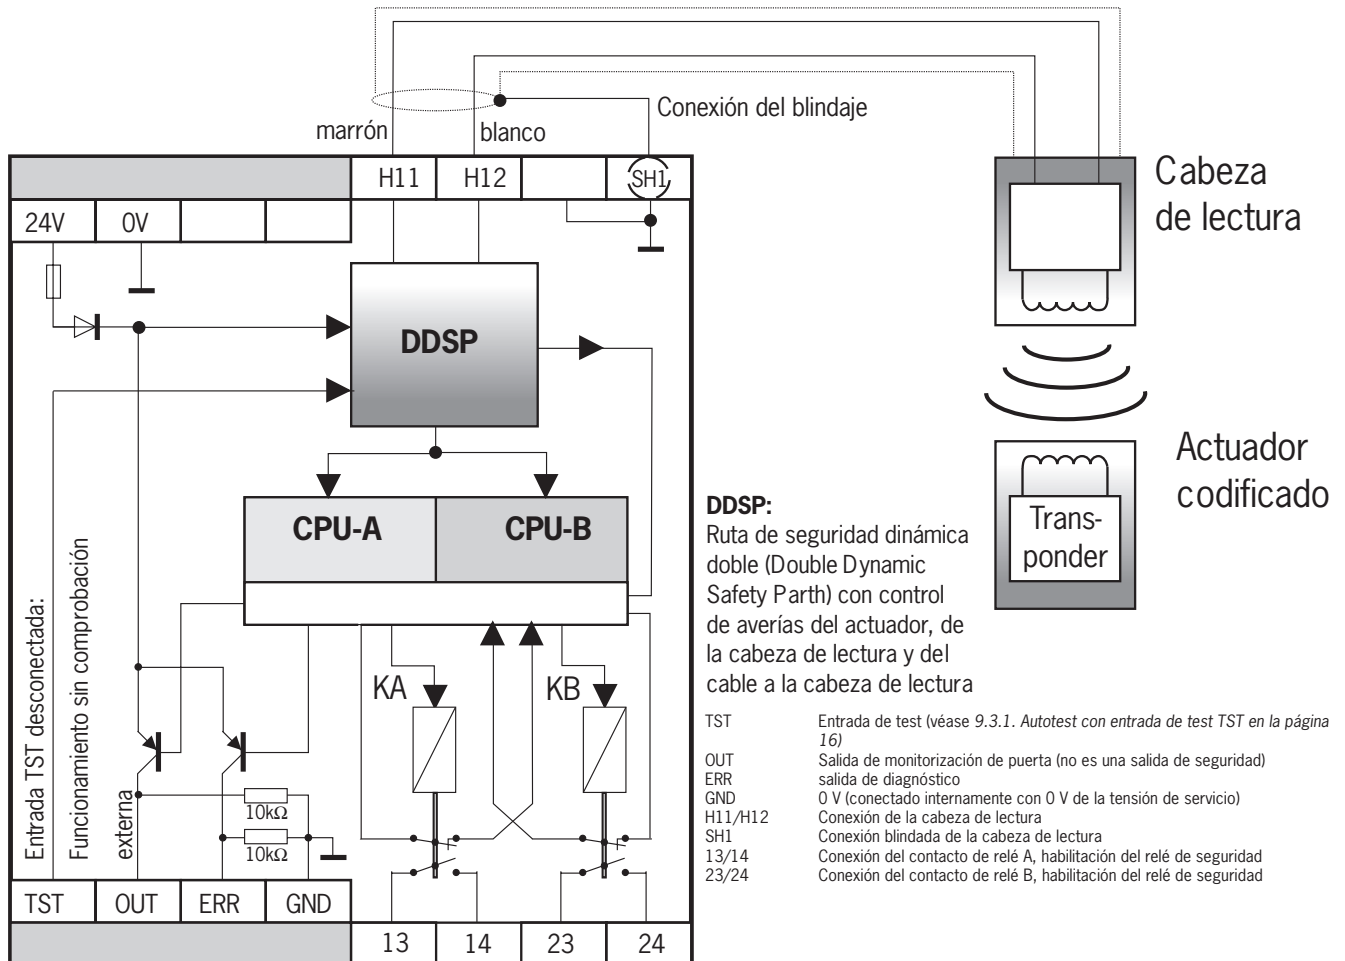 Conexión del blindaje
marrón
blanco
H11
H12
SH1
24V
0V
Cabeza
de lectura
DDSP
Actuador
codificado
Trans-
ponder
CPU-A
CPU-B
DDSP:
Ruta de seguridad dinámica
doble (Double Dynamic
Safety Parth) con control
de averías del actuador, de
la cabeza de lectura y del
cable a la cabeza de lectura
Entrada TST desconectada:
Funcionamiento sin comprobación
externa
KA
KB
10kΩ
10kΩ
TST Entrada de test (véase 9.3.1. Autotest con entrada de test TST en la página
16)
OUT Salida de monitorización de puerta (no es una salida de seguridad)
ERR salida de diagnóstico
GND 0 V (conectado internamente con 0 V de la tensión de servicio)
H11/H12 Conexión de la cabeza de lectura
SH1 Conexión blindada de la cabeza de lectura
13/14 Conexión del contacto de relé A, habilitación del relé de seguridad
23/24 Conexión del contacto de relé B, habilitación del relé de seguridad
TST
OUT
ERR
GND
13
14
23
24